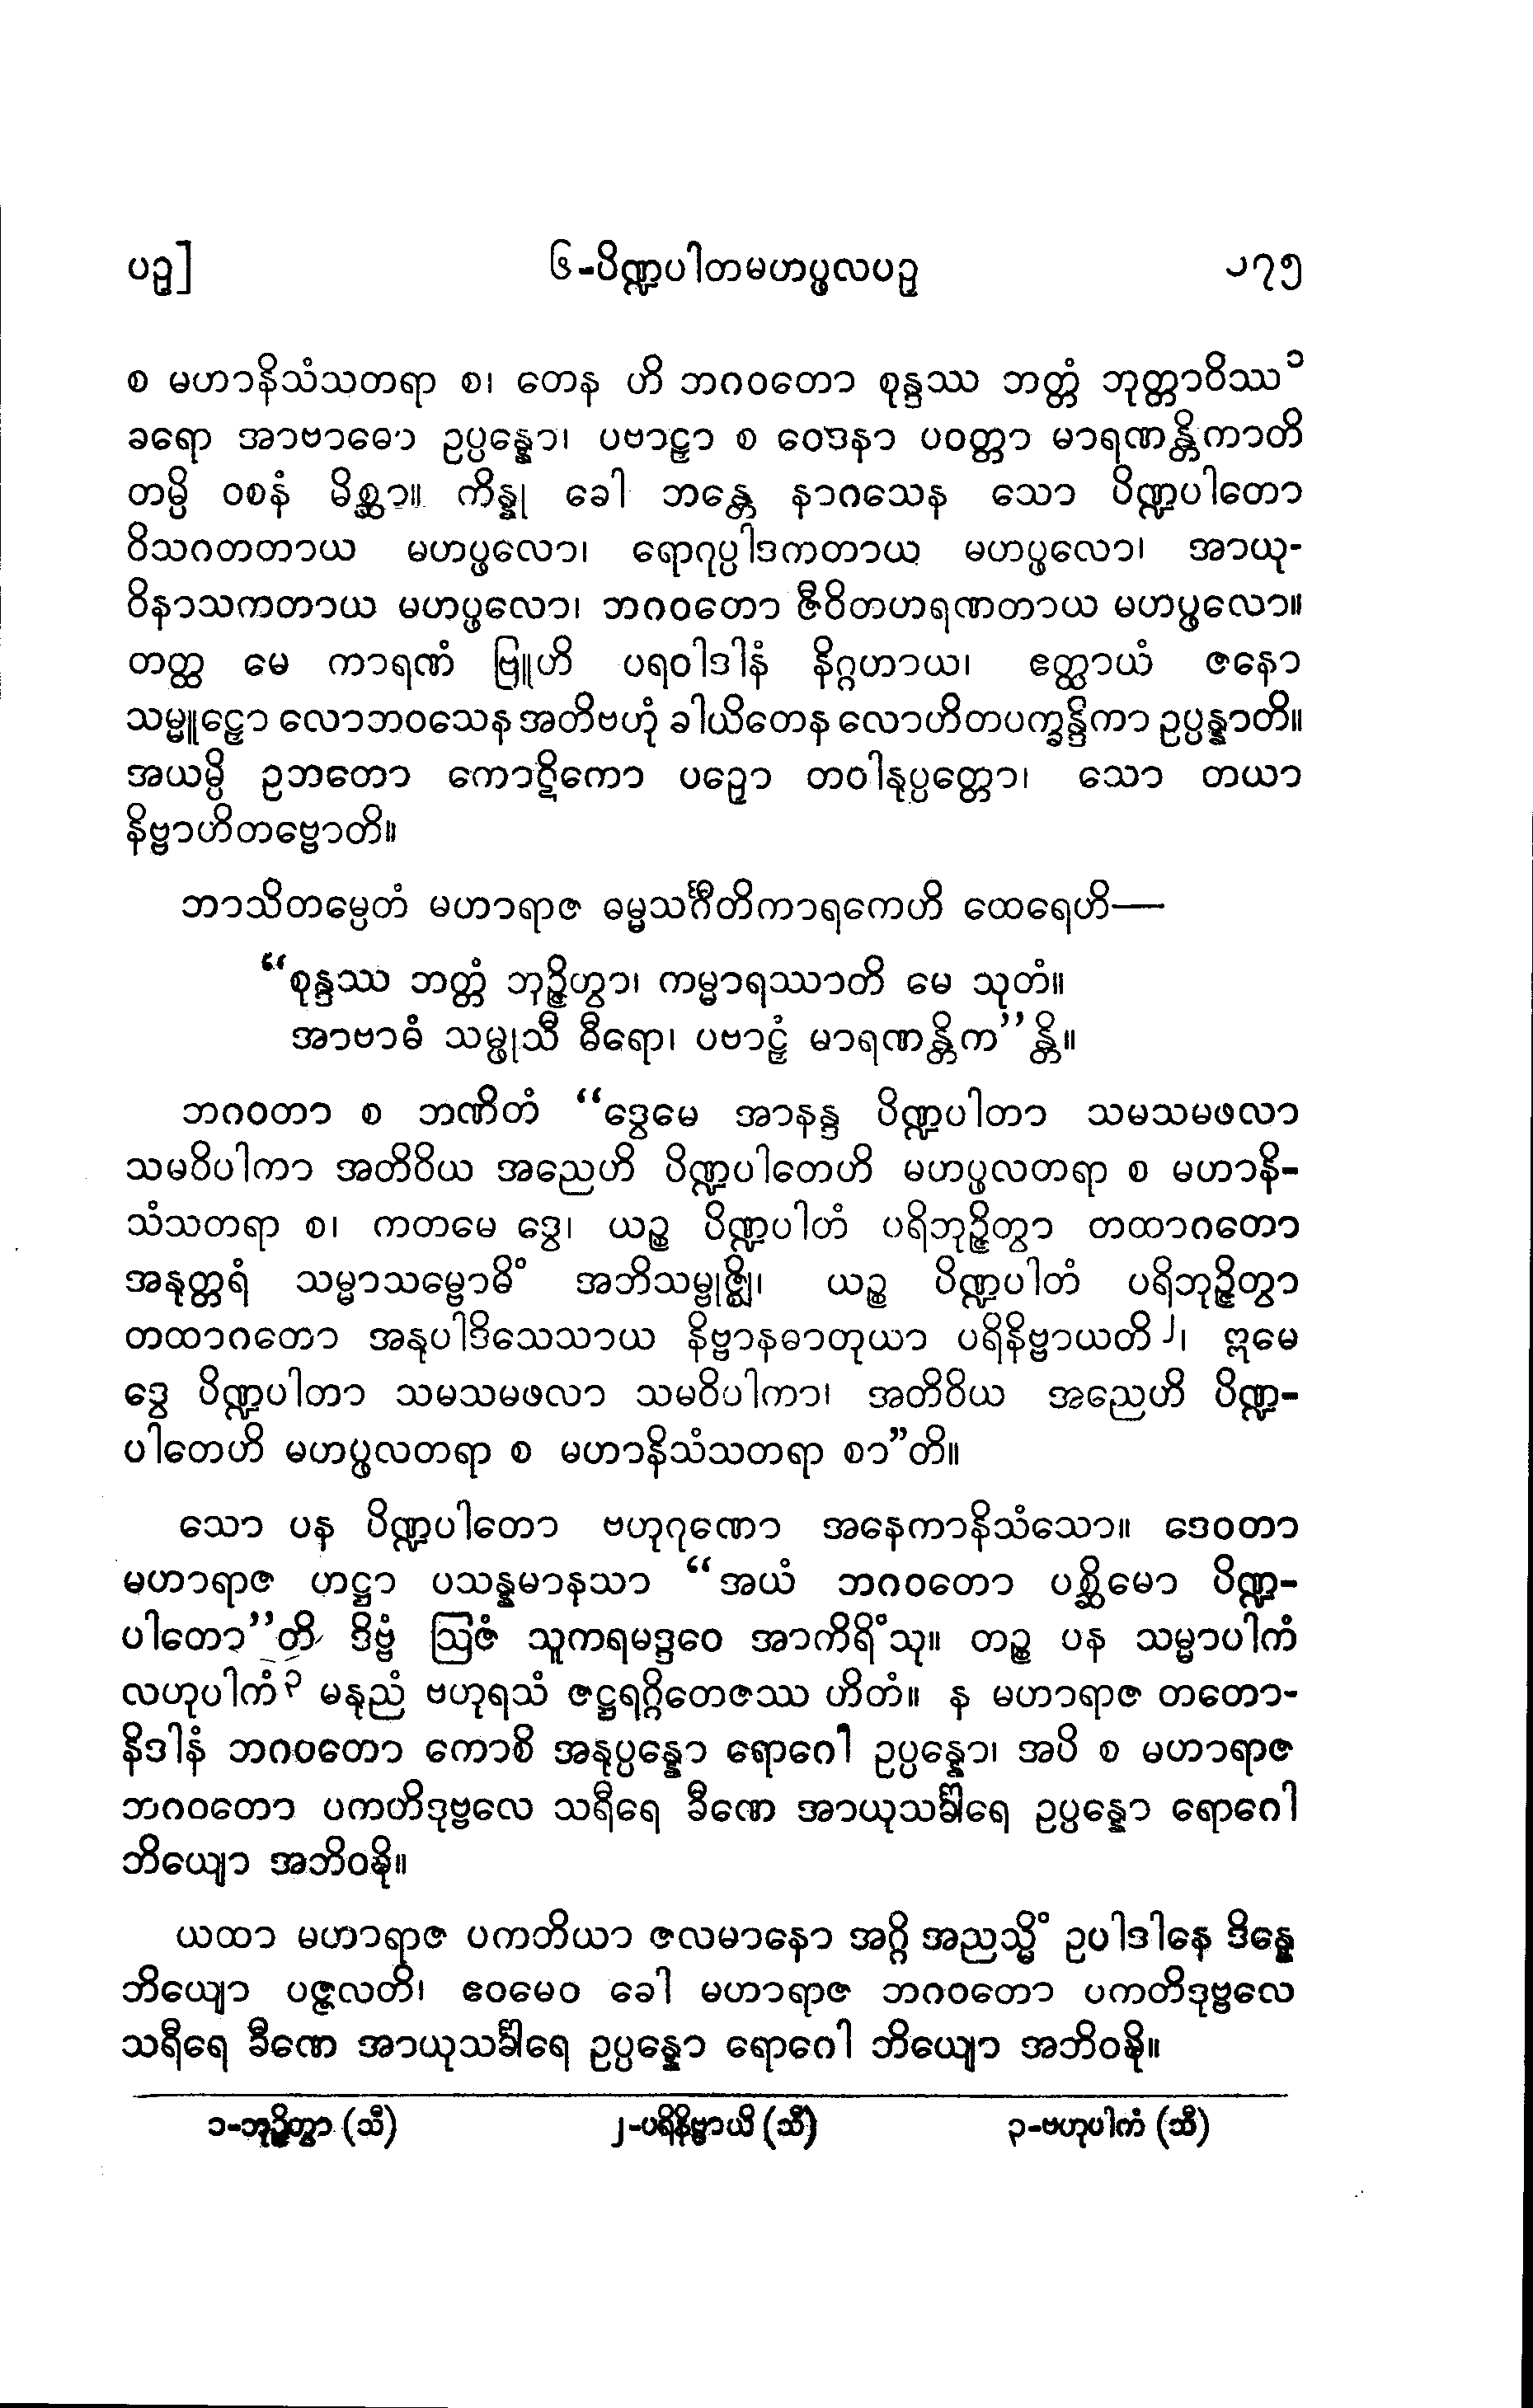 ပဥှ]
၆-ပိဏ္ဍပါတမဟပ္ဖလပဉှ
၁၇၅
စ မဟာနိသံသတရာ စ၊ တေန ဟိ ဘဂဝတော စုန္ဒဿ ဘတ္တံ ဘုတ္တာဝိဿ၁
ခရော အာဗာဓော ဥပ္ပန္နော၊ ပဗာဠှာ စ ဝေဒနာ ပဝတ္တာ မာရဏန္တိကာတိ
တမ္ပိ ဝစနံ မိစ္ဆာ။ ကိန္နု ခေါ ဘန္တေ နာဂသေန သော ပိဏ္ဍပါတော
ဝိသဂတတာယ မဟပ္ဖလော၊ ရောဂုပ္ပါဒကတာယ မဟပ္ဖလော၊ အာယု-
ဝိနာသကတာယ မဟပ္ဖလော၊ ဘဂဝတော ဇီဝိတဟရဏတာယ မဟပ္ဖလော။
တတ္ထ မေ ကာရဏံ ဗြူဟိ ပရဝါဒါနံ နိဂ္ဂဟာယ၊ ဧတ္ထာယံ ဇနော
သမ္မူဠှော လောဘဝသေန အတိဗဟုံ ခါယိတေန လောဟိတပက္ခန္ဒိကာ ဥပ္ပန္နာတိ။
အယမ္ပိ ဥဘတော ကောဋိကော ပဉှော တဝါနုပ္ပတ္တော၊ သော တယာ
နိဗ္ဗာဟိတဗ္ဗောတိ။
ဘာသိတမ္ပေတံ မဟာရာဇ ဓမ္မသင်္ဂီတိကာရကေဟိ ထေရေဟိ—
“စုန္ဒဿ ဘတ္တံ ဘုဉ္ဇိတွာ၊ ကမ္မာရဿာတိ မေ သုတံ။
အာဗာဓံ သမ္ဖုသီ ဓီရော၊ ပဗာဠှံ မာရဏန္တိက”န္တိ။
ဘဂဝတာ စ ဘဏိတံ “ဒွေမေ အာနန္ဒ ပိဏ္ဍပါတာ သမသမဖလာ
သမဝိပါကာ အတိဝိယ အညေဟိ ပိဏ္ဍပါတေဟိ မဟပ္ဖလတရာ စ မဟာနိ-
သံသတရာ စ၊ ကတမေ ဒွေ၊ ယဉ္စ ပိဏ္ဍပါတံ ပရိဘုဉ္ဇိတွာ တထာဂတော
အနုတ္တရံ သမ္မာသမ္ဗောဓိံ အဘိသမ္ဗုဇ္ဈိ၊ ယဉ္စ ပိဏ္ဍပါတံ ပရိဘုဉ္ဇိတွာ
တထာဂတော အနုပါဒိသေသာယ နိဗ္ဗာနဓာတုယာ ပရိနိဗ္ဗာယတိ၂၊ ဣမေ
ဒွေ ပိဏ္ဍပါတာ သမသမဖလာ သမဝိပါကာ၊ အတိဝိယ အညေဟိ ပိဏ္ဍ-
ပါတေဟိ မဟပ္ဖလတရာ စ မဟာနိသံသတရာ စာ”တိ။
သော ပန ပိဏ္ဍပါတော ဗဟုဂုဏော အနေကာနိသံသော။ ဒေဝတာ
မဟာရာဇ ဟဋ္ဌာ ပသန္နမာနသာ “အယံ ဘဂဝတော ပစ္ဆိမော ပိဏ္ဍ-
ပါတော”တိ ဒိဗ္ဗံ ဩဇံ သူကရမဒ္ဒဝေ အာကိရိံသု။ တဉ္စ ပန သမ္မာပါကံ
လဟုပါကံ၃ မနုညံ ဗဟုရသံ ဇဋ္ဌရဂ္ဂိတေဇဿ ဟိတံ။ န မဟာရာဇ တတော-
နိဒါနံ ဘဂဝတော ကောစိ အနုပ္ပန္နော ရောဂေါ ဥပ္ပန္နော၊ အပိ စ မဟာရာဇ
ဘဂဝတော ပကတိဒုဗ္ဗလေ သရီရေ ခီဏေ အာယုသင်္ခါရေ ဥပ္ပန္နော ရောဂေါ
ဘိယျော အဘိဝဍ္ဎိ။
ယထာ မဟာရာဇ ပကတိယာ ဇလမာနော အဂ္ဂိ အညသ္မိံ ဥပါဒါနေ ဒိန္နေ
ဘိယျော ပဇ္ဇလတိ၊ ဧဝမေဝ ခေါ မဟာရာဇ ဘဂဝတော ပကတိဒုဗ္ဗလေ
သရီရေ ခီဏေ အာယုသင်္ခါရေ ဥပ္ပန္နော ရောဂေါ ဘိယျော အဘိဝဍ္ဎိ။
၁-ဘုဉ္ဇိတွာ (သီ)
၂-ပရိနိဗ္ဗာယိ (သီ)
၃-ဗဟုပါကံ (သီ)